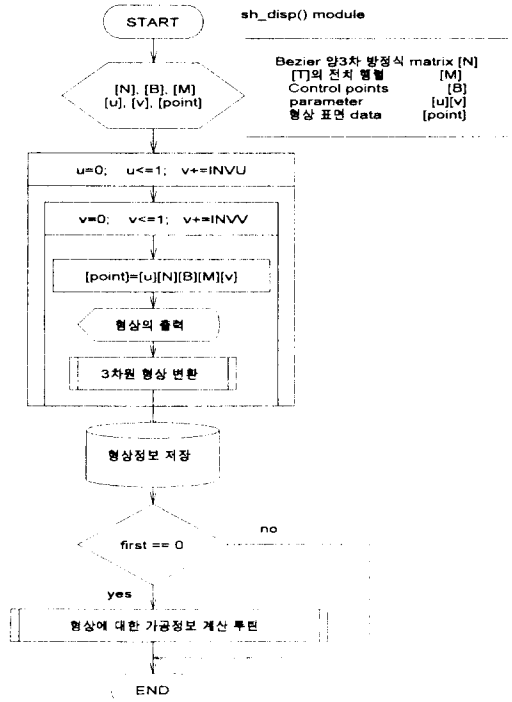 START
sh_disp() module
Bezier 양3차 방정식 matrix [N]
[T]의 전치 행렬 [M]
Control points [B]
parameter [u][v]
형상 표면 data [point]
[N], [B], [M]
[u], [v], [point]
u=0; u<=1; v+=INVU
v=0; v<=1; v+=INVV
[point]=[u][N][B][M][v]
형상의 출력
3차원 형상 변환
형상정보 저장
first == 0
no
yes
형상에 대한 가공정보 계산 루틴
END